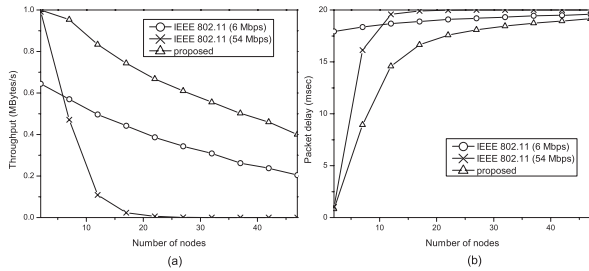 1.0
0.8
0.6
0.4
0.2
0.0
Throughput (MBytes/s)
IEEE 802.11 (6 Mbps)
IEEE 802.11 (54 Mbps)
proposed
10 20 30 40
Number of nodes
(a)
20
15
10
5
0
Packet delay (msec)
IEEE 802.11 (6 Mbps)
IEEE 802.11 (54 Mbps)
proposed
10 20 30 40
Number of nodes
(b)